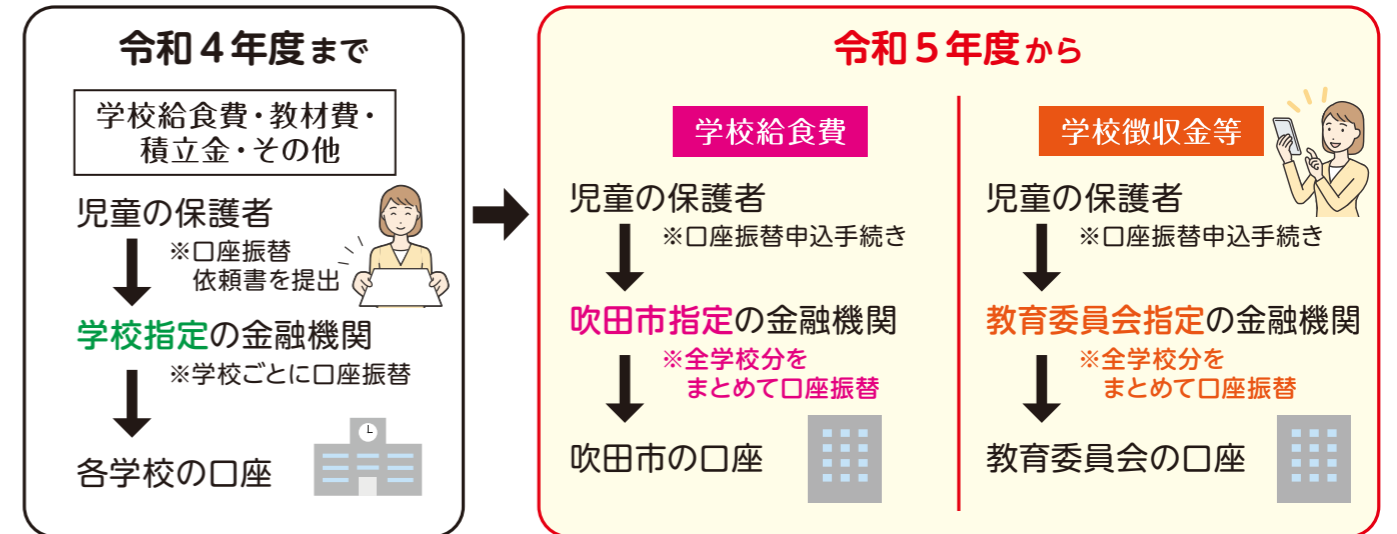 令和４年度まで
学校給食費・教材費・
積立金・その他
児童の保護者
※口座振替
依頼書を提出
学校指定の金融機関
※学校ごとに口座振替
各学校の口座
令和５年度から
学校給食費
児童の保護者
※口座振替申込手続き
吹田市指定の金融機関
※全学校分を
まとめて口座振替
吹田市の口座
学校徴収金等
児童の保護者
※口座振替申込手続き
教育委員会指定の金融機関
※全学校分を
まとめて口座振替
教育委員会の口座